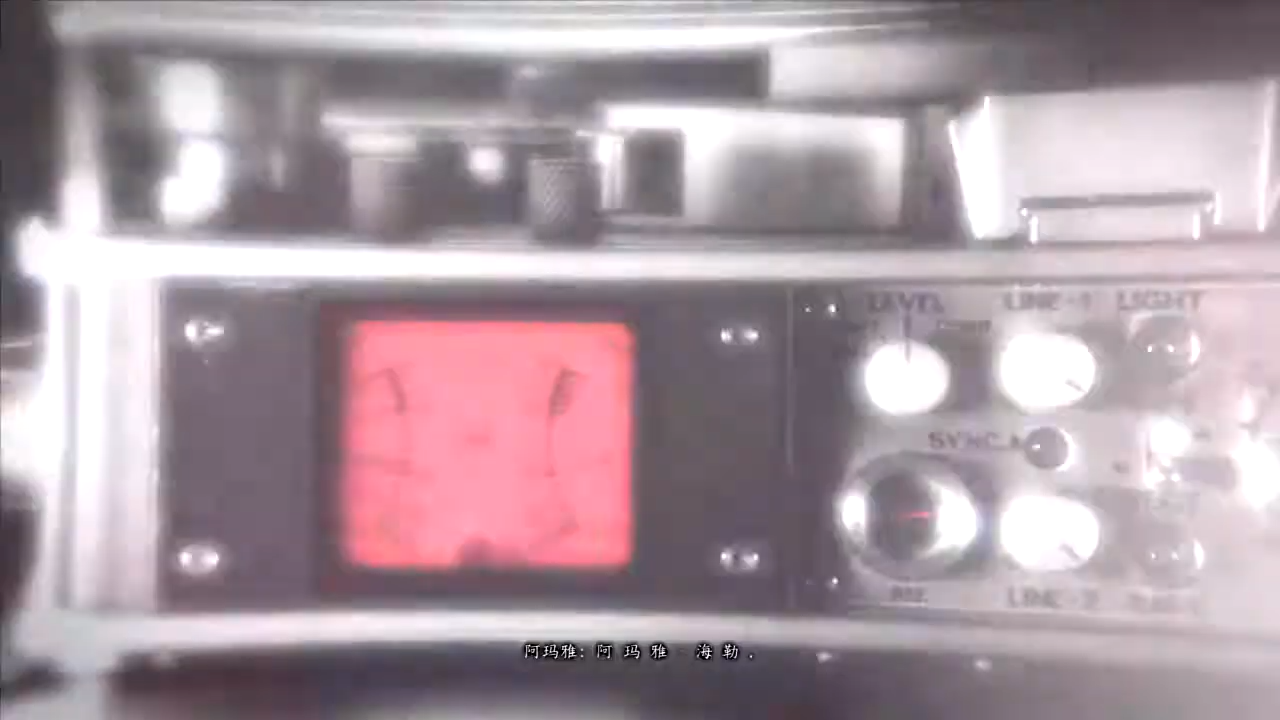 LEVEL LINE-1 LIGHT
SYNC.
LINE-2
阿玛雅: 阿 玛 雅 · 海 勒 .